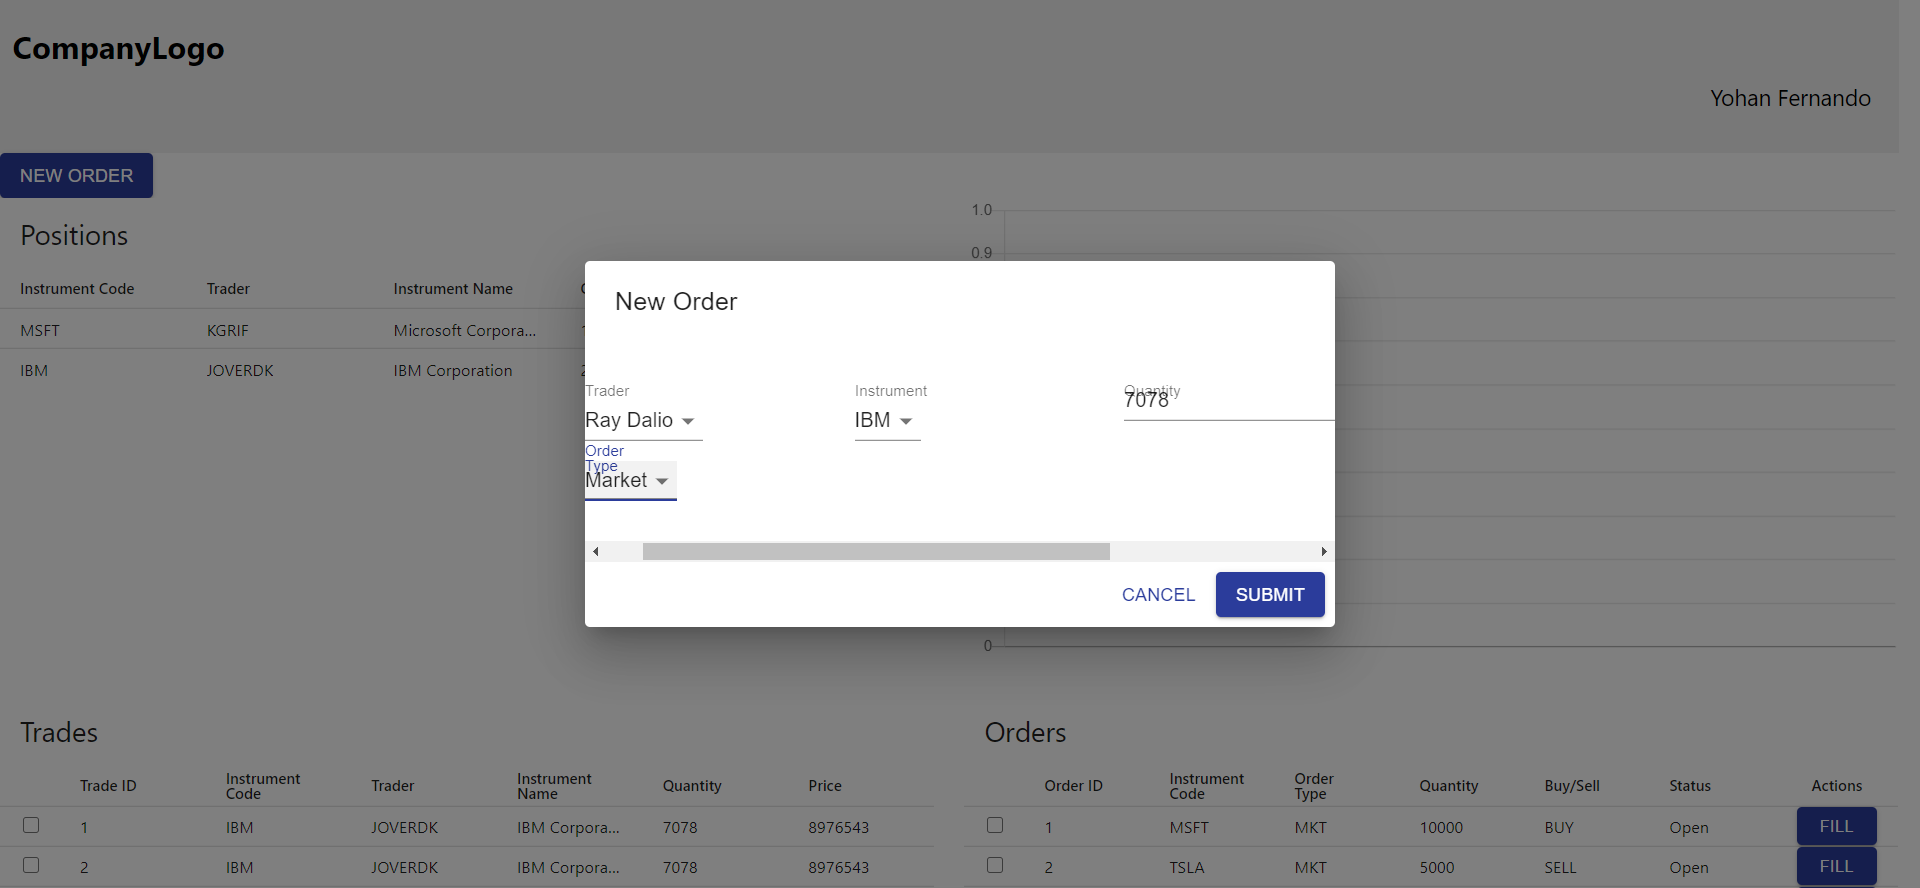 CompanyLogo
Yohan Fernando
NEW ORDER
Positions
Instrument Code Trader Instrument Name
MSFT KGRIF Microsoft Corpora...
IBM JOVERDK IBM Corporation
1.0
0.9
0
New Order
Trader Instrument Quantity
Ray Dalio IBM 7078
Order
Type
Market
CANCEL SUBMIT
Trades
Trade ID Instrument Code Trader Instrument Name Quantity Price
1 IBM JOVERDK IBM Corpora... 7078 8976543
2 IBM JOVERDK IBM Corpora... 7078 8976543
Orders
Order ID Instrument Code Order Type Quantity Buy/Sell Status Actions
1 MSFT MKT 10000 BUY Open FILL
2 TSLA MKT 5000 SELL Open FILL